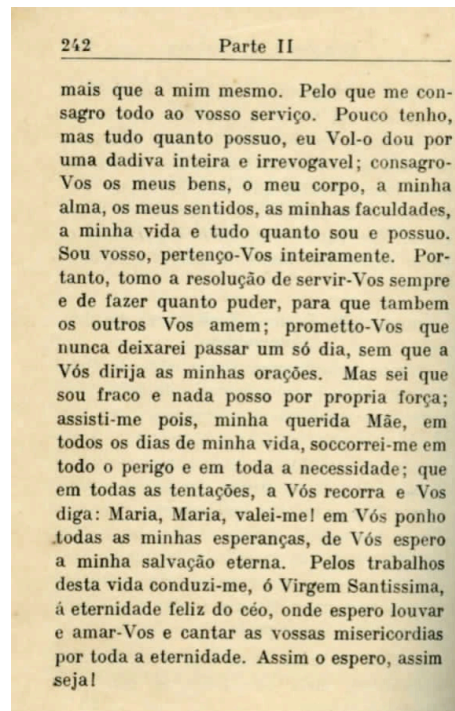 242 Parte II
mais que a mim mesmo. Pelo que me con-
sagro todo ao vosso serviço. Pouco tenho,
mas tudo quanto possuo, eu Vol-o dou por
uma dadiva inteira e irrevogavel; consagro-
Vos os meus bens, o meu corpo, a minha
alma, os meus sentidos, as minhas faculdades,
a minha vida e tudo quanto sou e possuo.
Sou vosso, pertenço-Vos inteiramente. Por-
tanto, tomo a resolução de servir-Vos sempre
e de fazer quanto puder, para que tambem
os outros Vos amem; prometto-Vos que
nunca deixarei passar um só dia, sem que a
Vós dirija as minhas orações. Mas sei que
sou fraco e nada posso por propria força;
assisti-me pois, minha querida Mãe, em
todos os dias de minha vida, soccorrei-me em
todo o perigo e em toda a necessidade; que
em todas as tentações, a Vós recorra e Vos
diga: Maria, Maria, valei-me! em Vós ponho
todas as minhas esperanças, de Vós espero
a minha salvação eterna. Pelos trabalhos
desta vida conduzi-me, ó Virgem Santissima,
á eternidade feliz do céo, onde espero louvar
e amar-Vos e cantar as vossas misericordias
por toda a eternidade. Assim o espero, assim
seja!